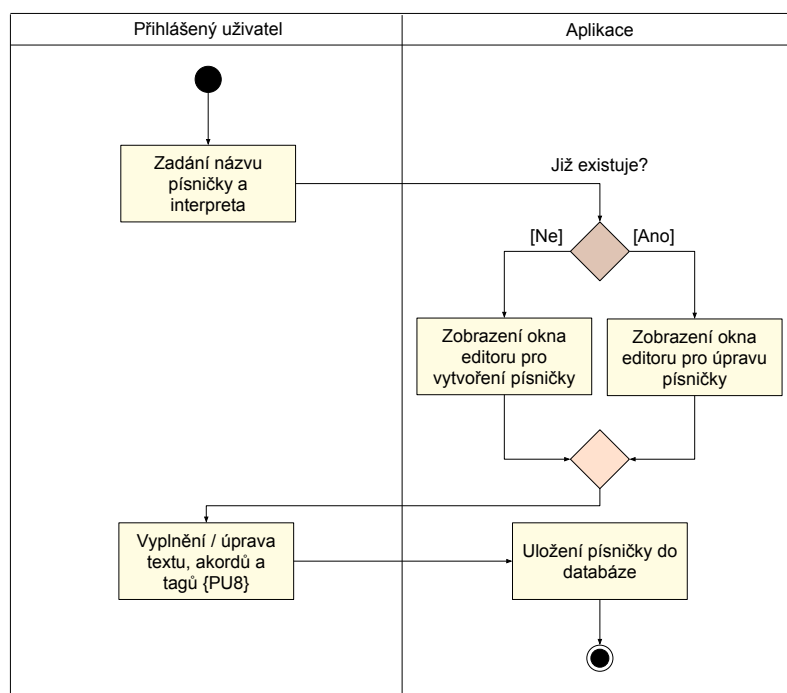 Přihlášený uživatel
Aplikace
Zadání názvu
písničky a
interpreta
Již existuje?
[Ne]
[Ano]
Zobrazení okna
editoru pro
vytvoření písničky
Zobrazení okna
editoru pro úpravu
písničky
Vyplnění / úprava
textu, akordů a
tagů {PU8}
Uložení písničky do
databáze